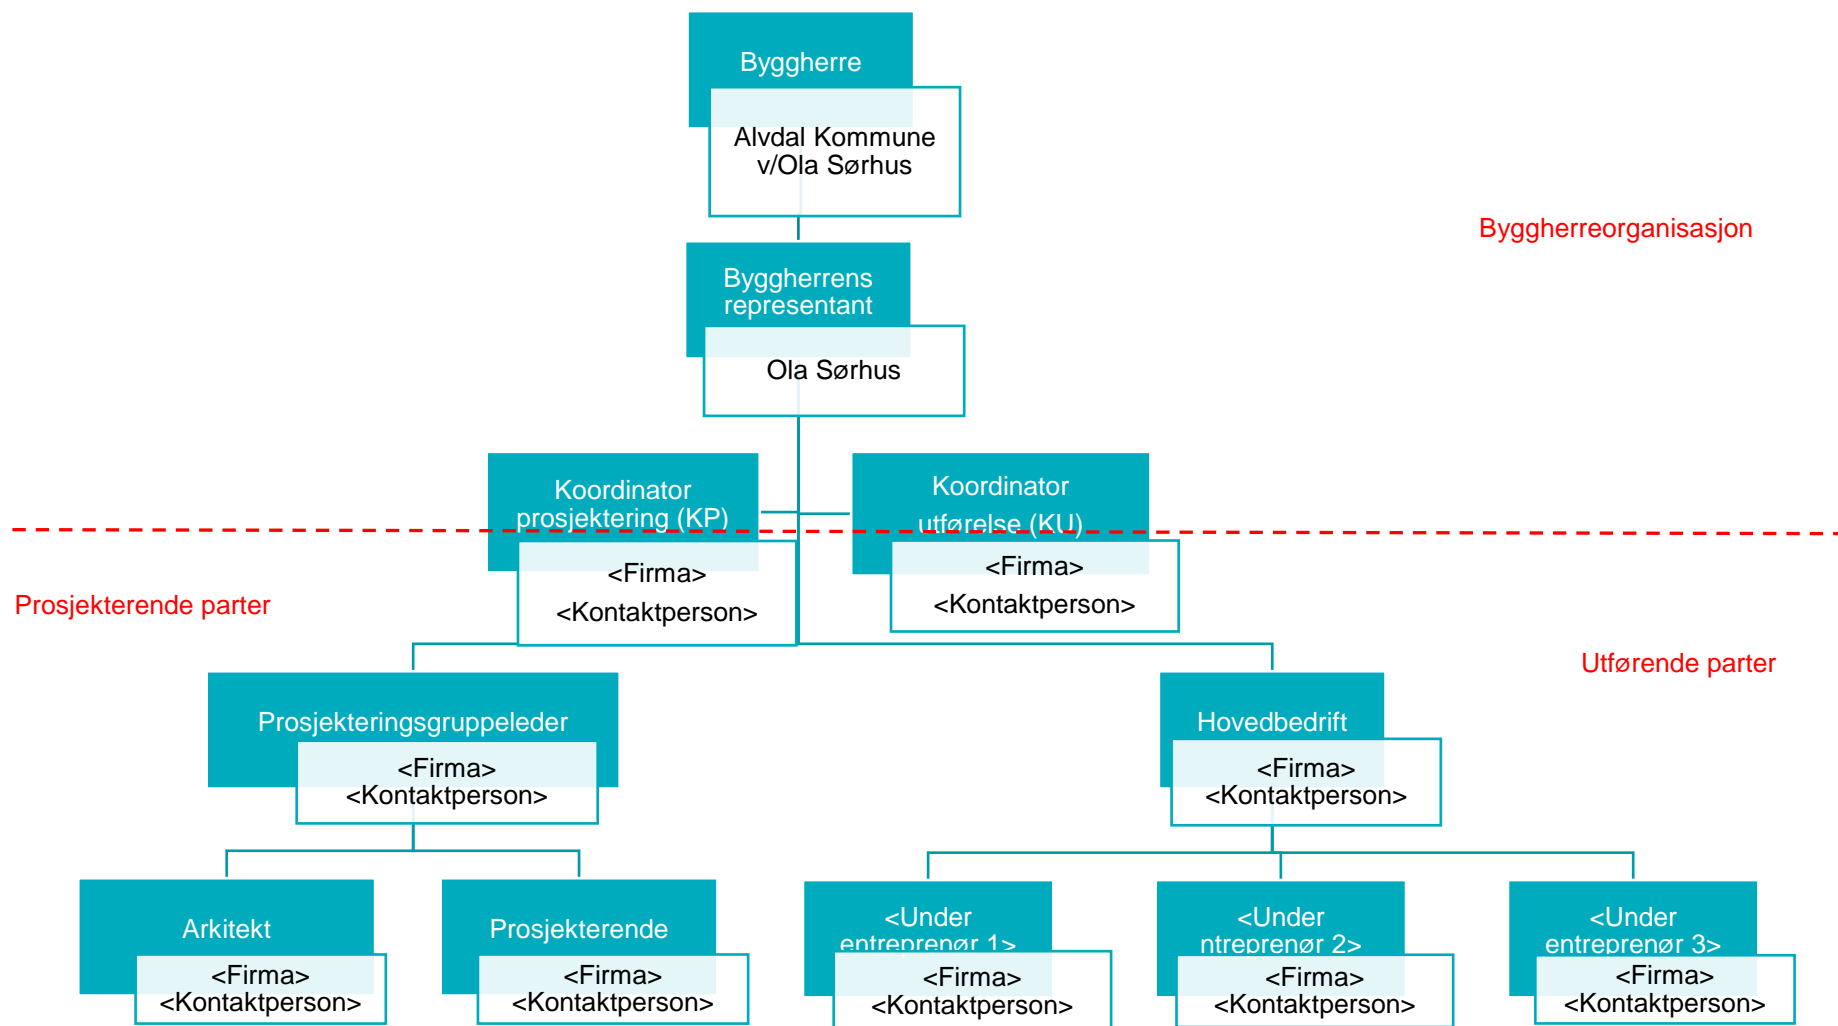 Byggherre
Alvdal Kommune
v/Ola Sørhus
Byggherreorganisasjon
Byggherrens
representant
Ola Sørhus
Koordinator
prosjektering (KP)
<Firma>
<Kontaktperson>
Koordinator
utførelse (KU)
<Firma>
<Kontaktperson>
Prosjekterende parter
Utførende parter
Prosjekteringsgruppeleder
<Firma>
<Kontaktperson>
Hovedbedrift
<Firma>
<Kontaktperson>
Arkitekt
<Firma>
<Kontaktperson>
Prosjekterende
<Firma>
<Kontaktperson>
<Under
entreprenør 1>
<Firma>
<Kontaktperson>
<Under
ntreprenør 2>
<Firma>
<Kontaktperson>
<Under
entreprenør 3>
<Firma>
<Kontaktperson>